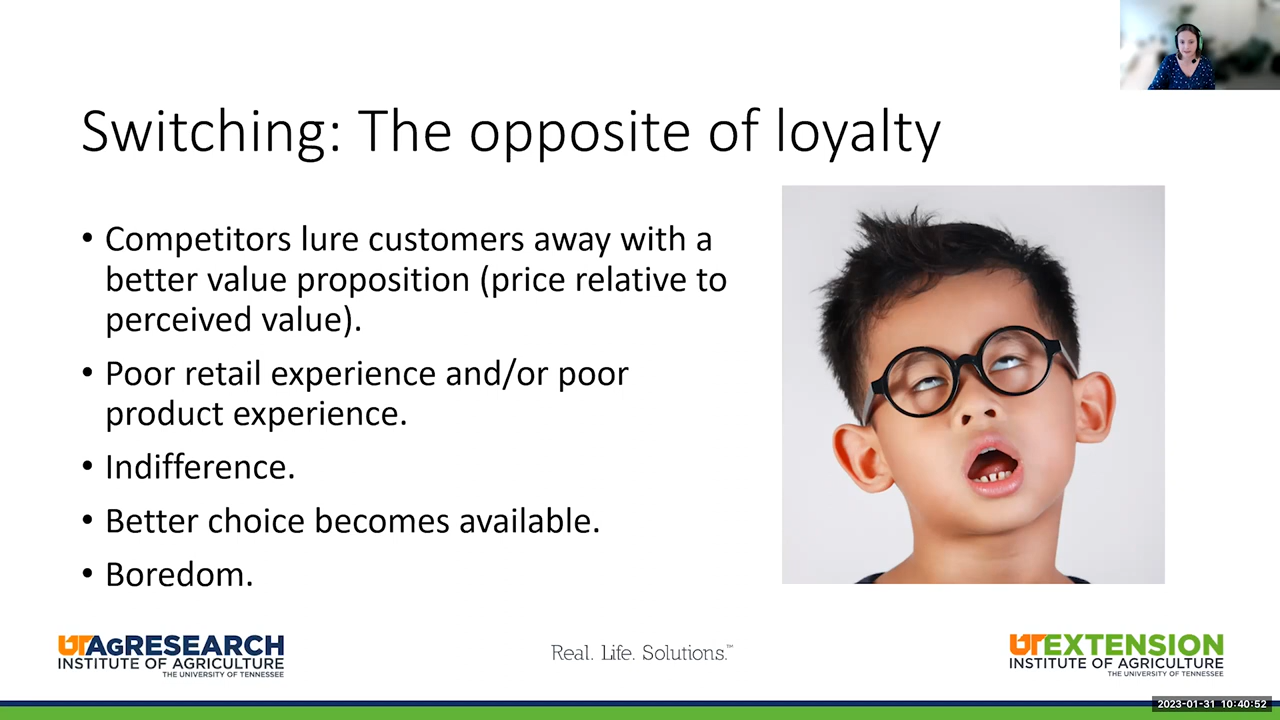 Switching: The opposite of loyalty
• Competitors lure customers away with a
better value proposition (price relative to
perceived value).
• Poor retail experience and/or poor
product experience.
• Indifference.
• Better choice becomes available.
• Boredom.
UTAGRESEARCH
INSTITUTE OF AGRICULTURE
THE UNIVERSITY OF TENNESSEE
Real. Life. Solutions.™
UTEXTENSION
INSTITUTE OF AGRICULTURE
THE UNIVERSITY OF TENNESSEE
2023-01-31 10:40:52